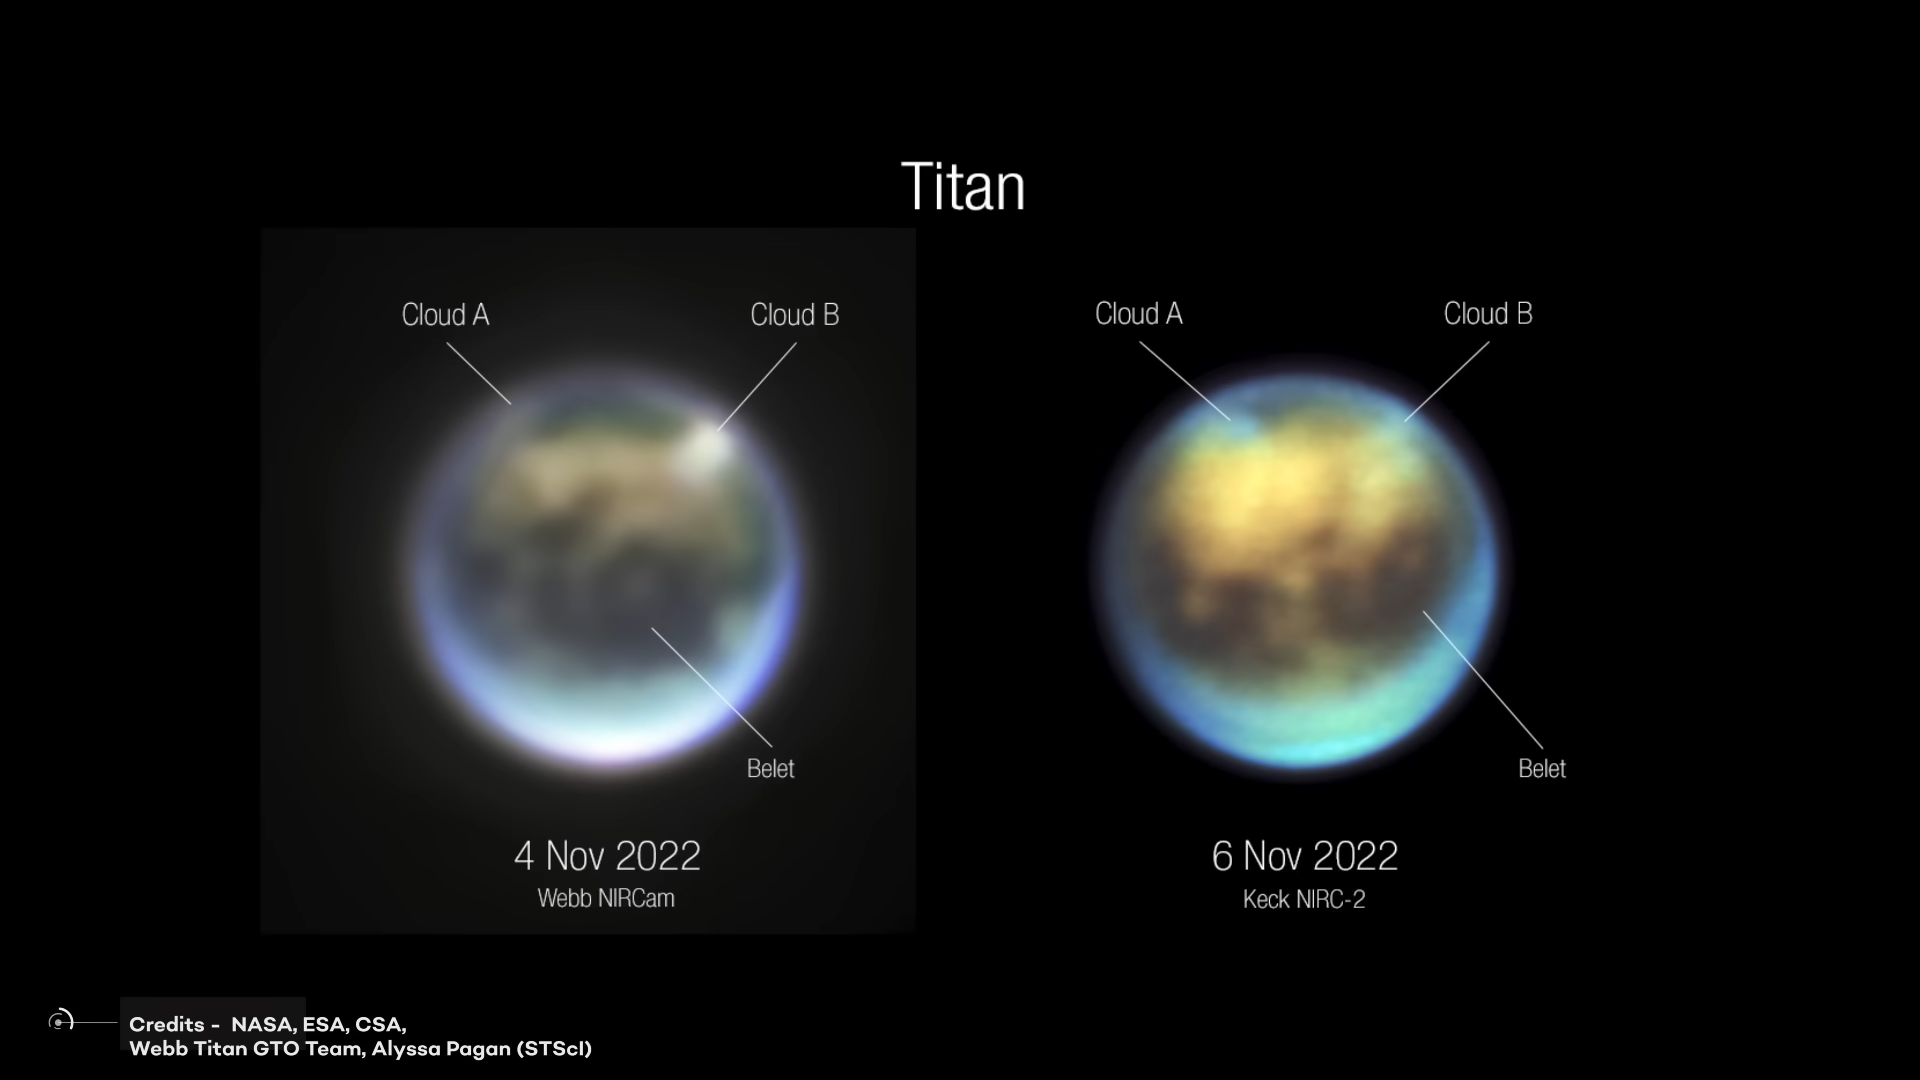 Titan
Cloud A
Cloud B
Cloud A
Cloud B
Belet
Belet
4 Nov 2022
6 Nov 2022
Webb NIRCam
Keck NIRC-2
Credits - NASA, ESA, CSA,
Webb Titan GTO Team, Alyssa Pagan (STScI)